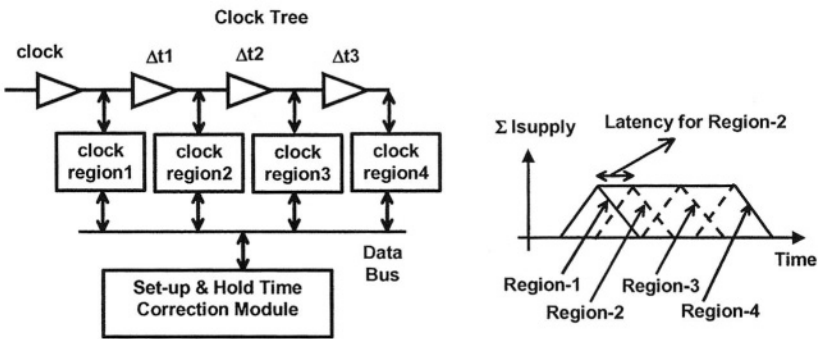 Clock Tree
clock
Δt1
Δt2
Δt3
clock
region1
clock
region2
clock
region3
clock
region4
Data
Bus
Set-up & Hold Time
Correction Module
Σ Isupply
Latency for Region-2
Time
Region-1
Region-2
Region-3
Region-4